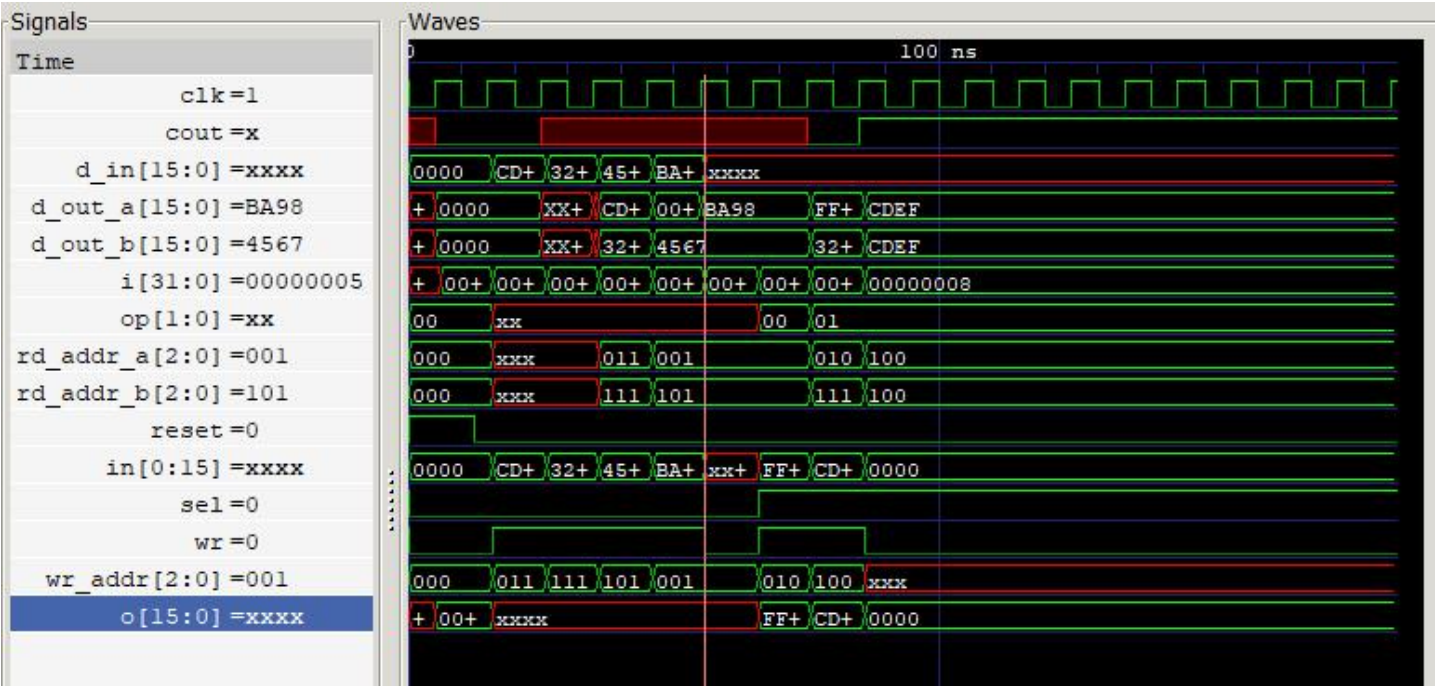 Signals
Waves
Time
0 100 ns
clk=1
cout=x
d_in[15:0]=xxxx 0000 CD+ 32+ 45+ BA+ xxxx
d_out_a[15:0]=BA98 + 0000 XX+ CD+ 00+ BA98 FF+ CDEF
d_out_b[15:0]=4567 + 0000 XX+ 32+ 4567 32+ CDEF
i[31:0]=00000005 + 00+ 00+ 00+ 00+ 00+ 00+ 00+ 00+ 00000008
op[1:0]=xx 00 xx 00 01
rd_addr_a[2:0]=001 000 xxx 011 001 010 100
rd_addr_b[2:0]=101 000 xxx 111 101 111 100
reset=0
in[0:15]=xxxx 0000 CD+ 32+ 45+ BA+ xx+ FF+ CD+ 0000
sel=0
wr=0
wr_addr[2:0]=001 000 011 111 101 001 010 100 xxx
o[15:0]=xxxx + 00+ xxxx FF+ CD+ 0000